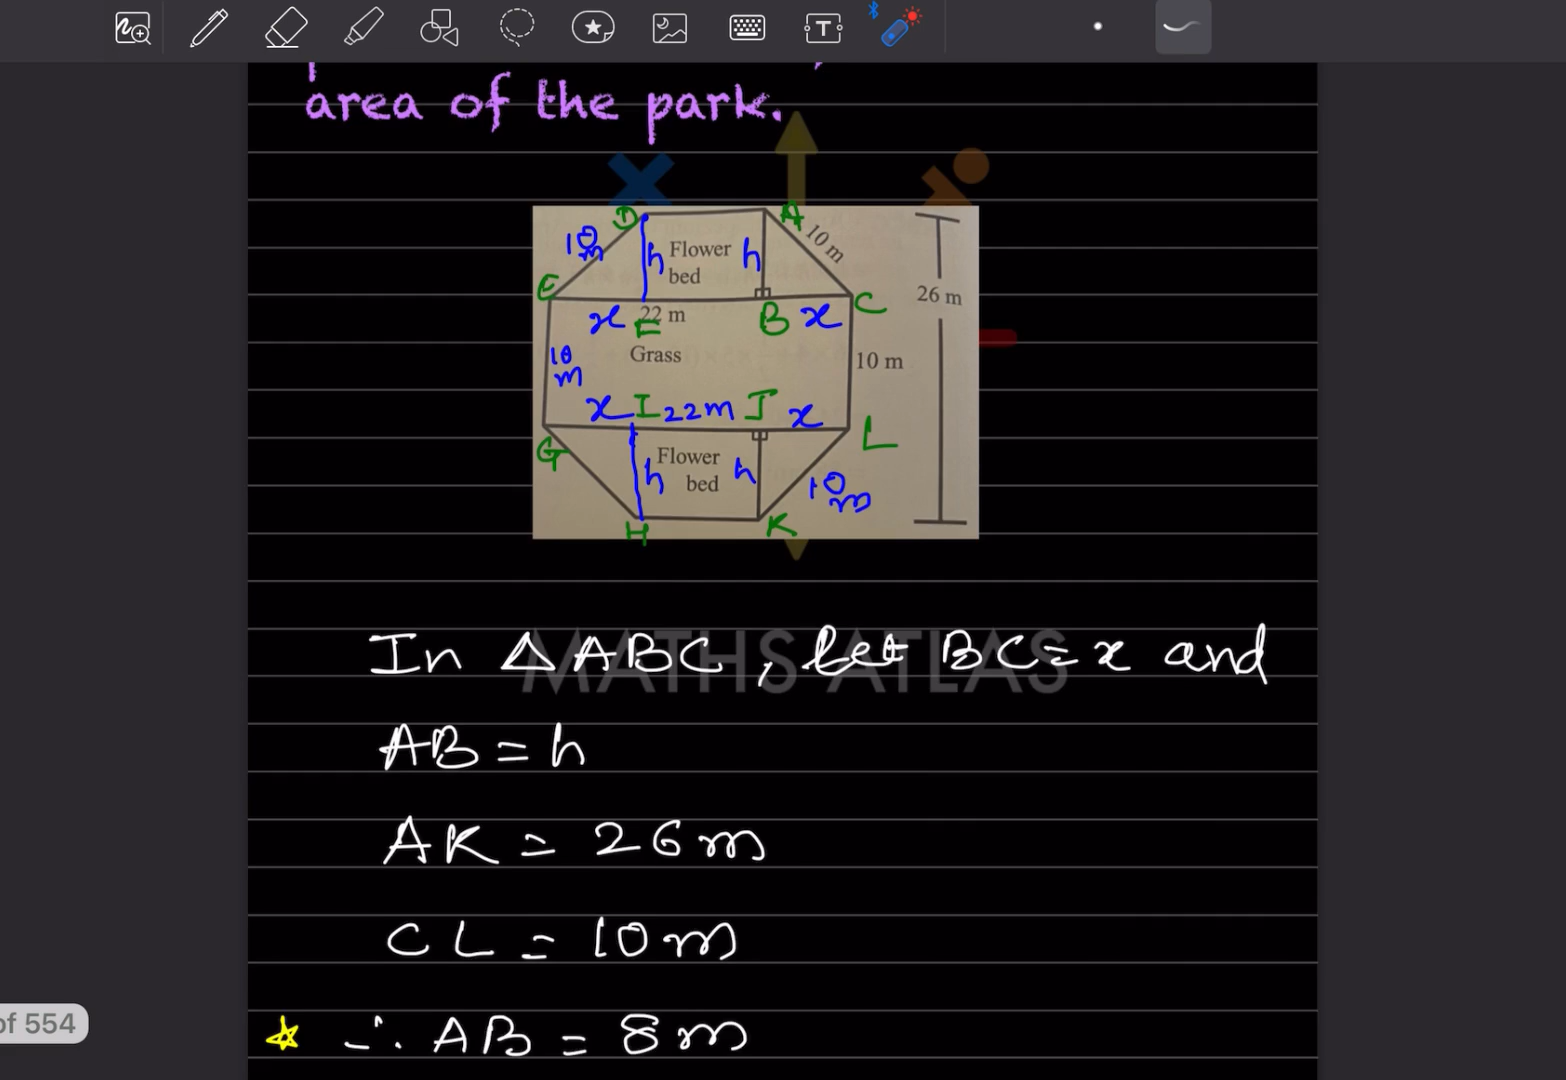 area of the park.
D A
10 m Flower bed h h 10 m
E C 26 m
x 22 m F B x
10 m Grass 10 m
x I 22m J x
G L
Flower bed h h 10 m
H K
MATHS ATLAS
In △ ABC, let BC = x and
AB = h
AK = 26 m
CL = 10 m
of 554
∴ AB = 8 m